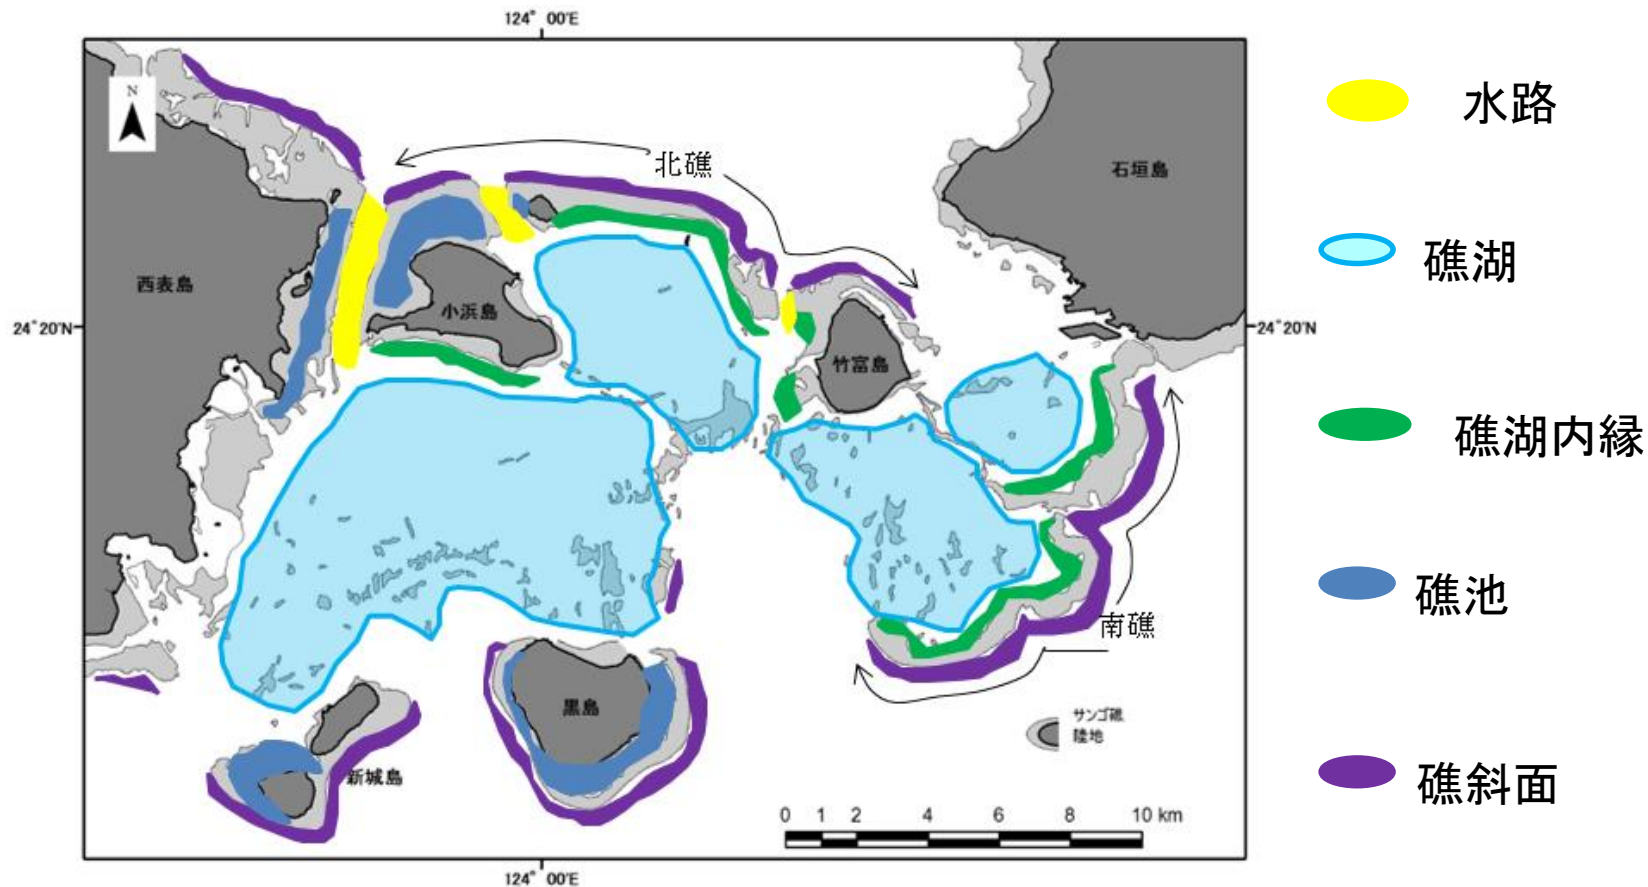 124° 00'E
N
北礁
石垣島
西表島
小浜島
24° 20'N
24° 20'N
竹富島
南礁
黒島
サンゴ礁
陸地
新城島
0 1 2 4 6 8 10 km
124° 00'E
水路
礁湖
礁湖内縁
礁池
礁斜面